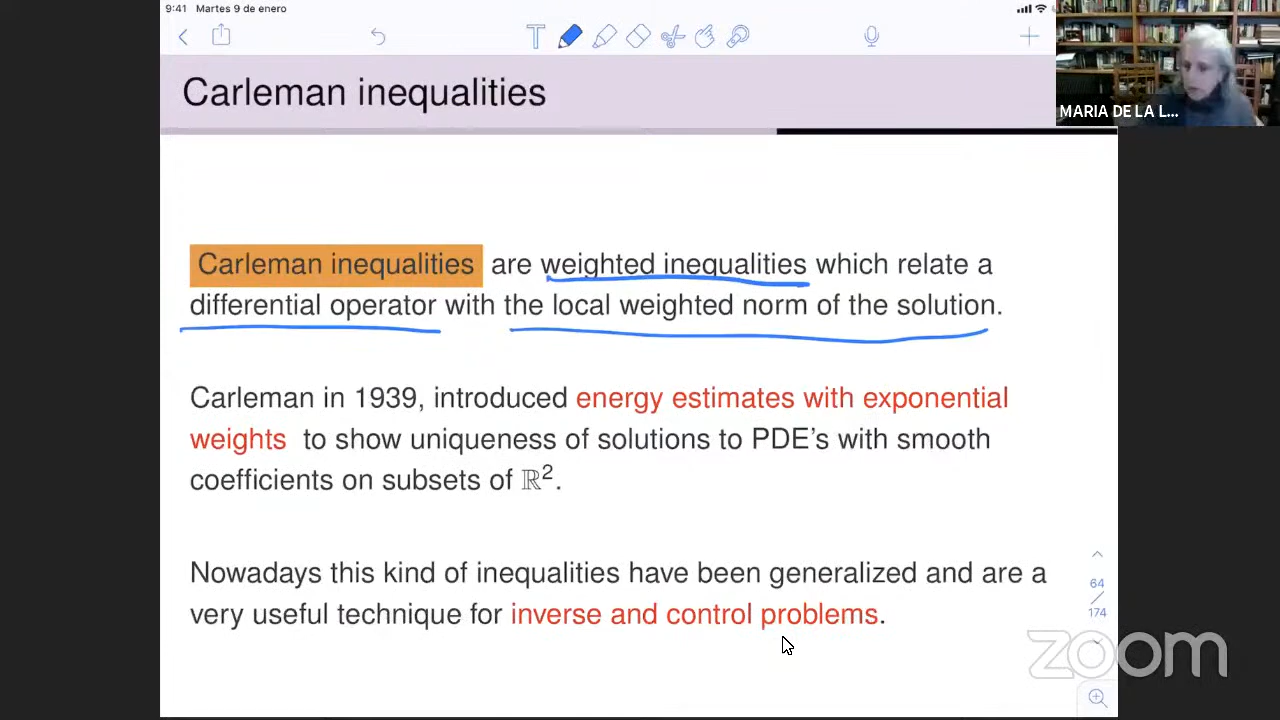 9:41 Martes 9 de enero
Carleman inequalities
MARIA DE LA L...
Carleman inequalities are weighted inequalities which relate a
differential operator with the local weighted norm of the solution.
Carleman in 1939, introduced energy estimates with exponential
weights to show uniqueness of solutions to PDE's with smooth
coefficients on subsets of ℝ².
Nowadays this kind of inequalities have been generalized and are a
very useful technique for inverse and control problems.
64
174
zoom